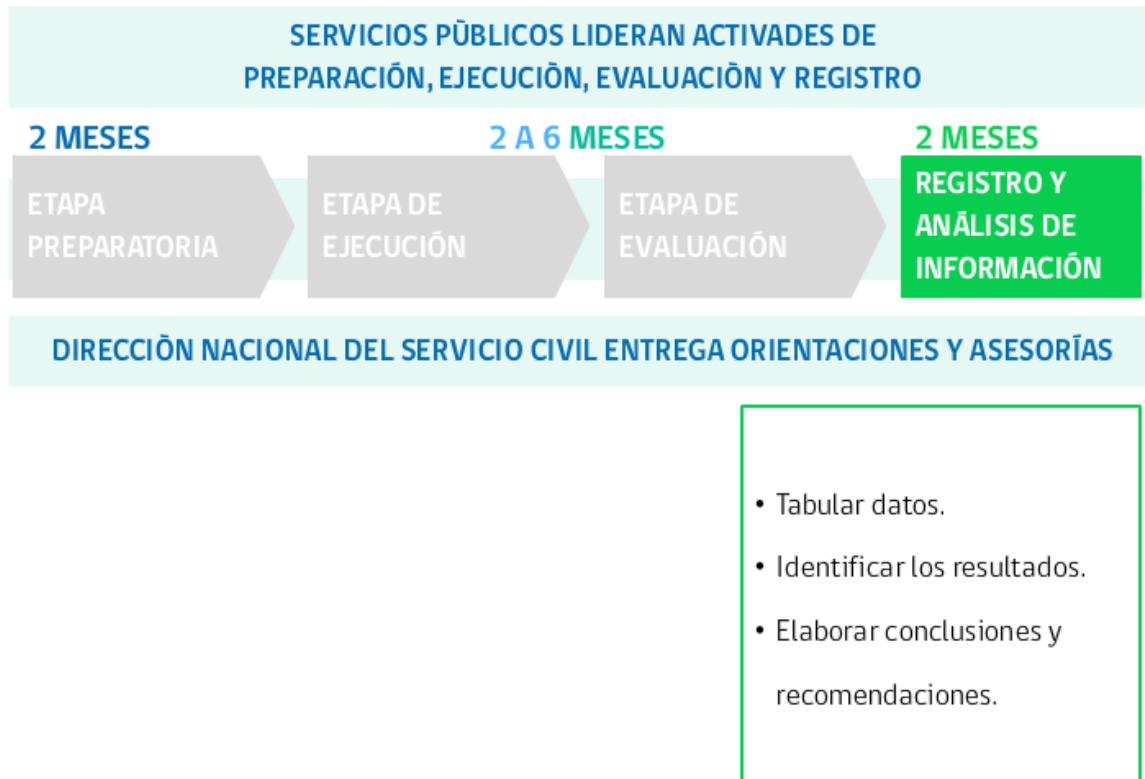 SERVICIOS PÙBLICOS LIDERAN ACTIVADES DE
PREPARACIÓN, EJECUCIÒN, EVALUACIÒN Y REGISTRO
2 MESES
2 A 6 MESES
2 MESES
ETAPA
PREPARATORIA
ETAPA DE
EJECUCIÓN
ETAPA DE
EVALUACIÓN
REGISTRO Y
ANÁLISIS DE
INFORMACIÓN
DIRECCIÒN NACIONAL DEL SERVICIO CIVIL ENTREGA ORIENTACIONES Y ASESORÍAS
• Tabular datos.
• Identificar los resultados.
• Elaborar conclusiones y
recomendaciones.